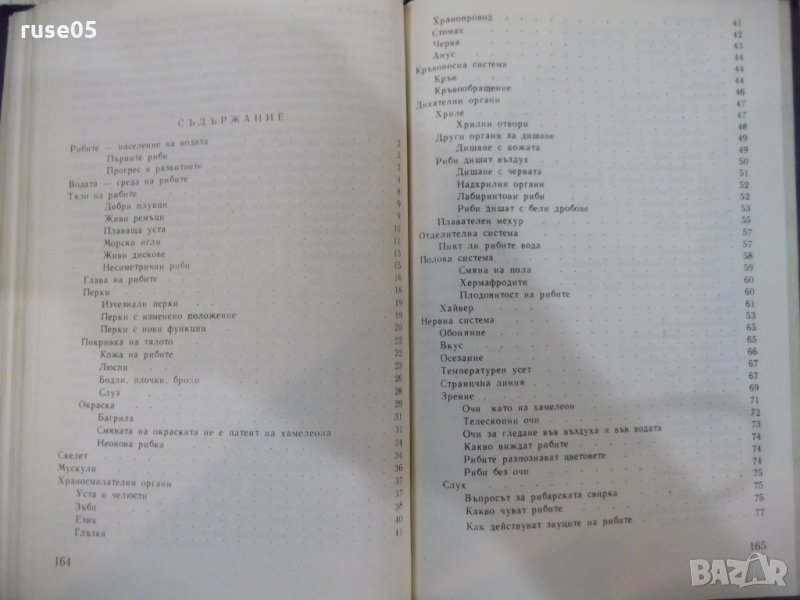 ruse05
СЪДЪРЖАНИЕ
Рибите — население на водата 3
Първите риби 3
Прогрес в развитието 3
Водата — среда на рибите 4
Тяло на рибите 8
Добри плувци 9
Живи ремъци 9
Плаваща уста 10
Морски игли 11
Живи дискове 13
Несиметрични риби 15
Глава на рибите 16
Перки 18
Изчезнали перки 19
Перки с изменено положение 19
Перки с нови функции 20
Покривка на тялото 22
Кожа на рибите 22
Люспи 23
Бодли, плочки, брони 26
Слуз 28
Окраска 29
Багрила 31
Смяната на окраската не е патент на хамелеола 31
Неонова рибка 34
Скелет 34
Мускули 36
Храносмилателни органи 37
Уста и челюсти 37
Зъби 38
Език 40
Глътка 41
164
Хранопровод 41
Стомах 42
Черва 43
Анус 44
Кръвоносна система 44
Кръв 44
Кръвообращение 46
Дихателни органи 47
Хриле 47
Хрилни отвори 48
Други органи за дишане 49
Дишане с кожата 49
Риби дишат въздух 50
Дишане с червата 51
Надхрилни органи 52
Лабиринтови риби 52
Риби дишат с бели дробове 53
Плавателен мехур 55
Отделителна система 57
Пият ли рибите вода 57
Полова система 58
Смяна на пола 59
Хермафродити 60
Плодовитост на рибите 60
Хайвер 61
Нервна система 53
Обоняние 65
Вкус 65
Осезание 66
Температурен усет 67
Странична линия 69
Зрение 71
Очи като на хамелеон 72
Телескопни очи 73
Очи за гледане във въздуха и във водата 74
Какво виждат рибите 74
Рибите разпознават цветовете 74
Риби без очи 75
Слух 75
Въпросът за рибарската свирка 75
Какво чуват рибите 77
Как действуват звуците на рибите
165
BAZAR